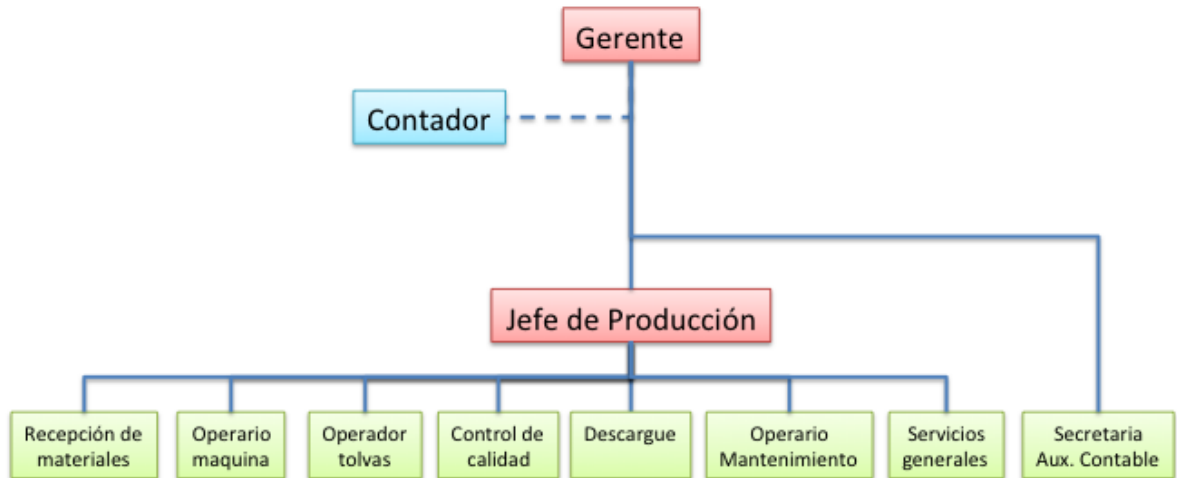 Gerente
Contador
Jefe de Producción
Recepción de
materiales
Operario
maquina
Operador
tolvas
Control de
calidad
Descargue
Operario
Mantenimiento
Servicios
generales
Secretaria
Aux. Contable